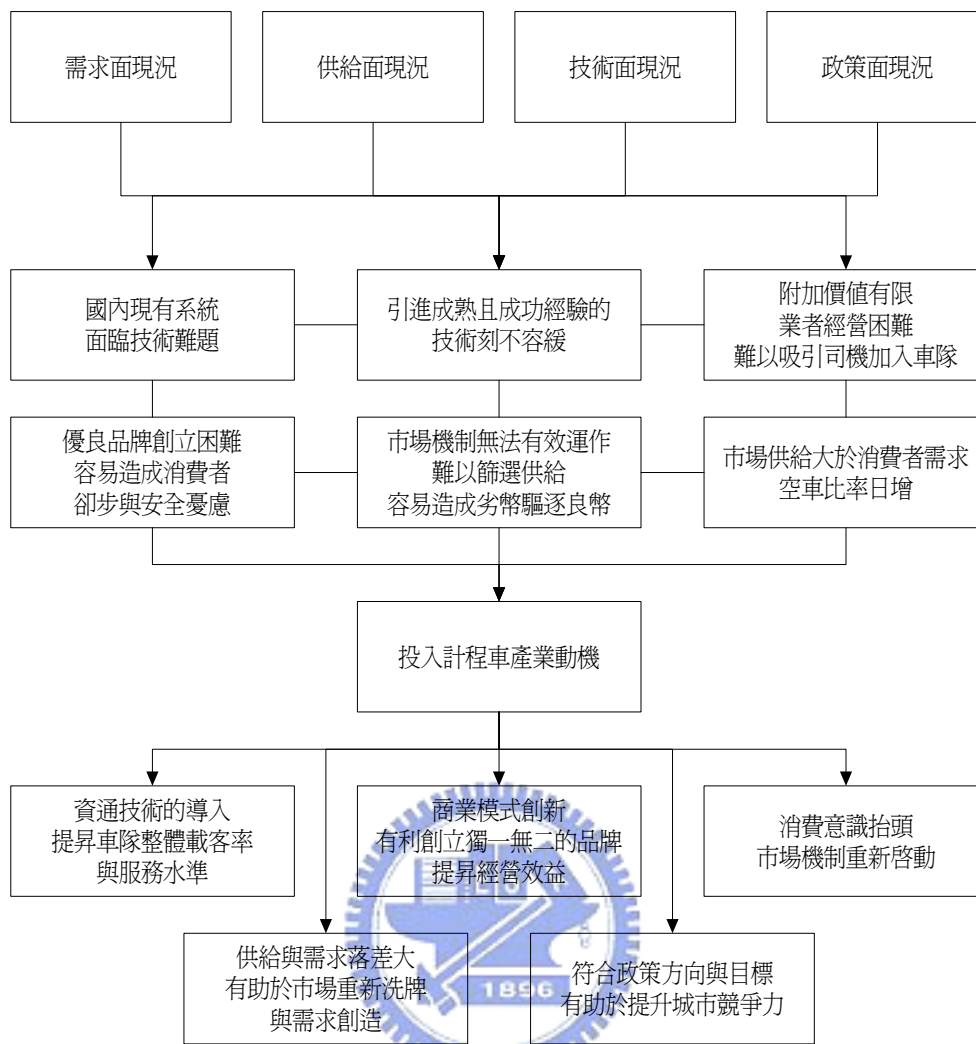 需求面現況
供給面現況
技術面現況
政策面現況
國內現有系統
面臨技術難題
引進成熟且成功經驗的
技術刻不容緩
附加價值有限
業者經營困難
難以吸引司機加入車隊
優良品牌創立困難
容易造成消費者
卻步與安全憂慮
市場機制無法有效運作
難以篩選供給
容易造成劣幣驅逐良幣
市場供給大於消費者需求
空車比率日增
投入計程車產業動機
資通技術的導入
提昇車隊整體載客率
與服務水準
商業模式創新
有利創立獨一無二的品牌
提昇經營效益
消費意識抬頭
市場機制重新啓動
供給與需求落差大
有助於市場重新洗牌
與需求創造
符合政策方向與目標
有助於提升城市競爭力
1896